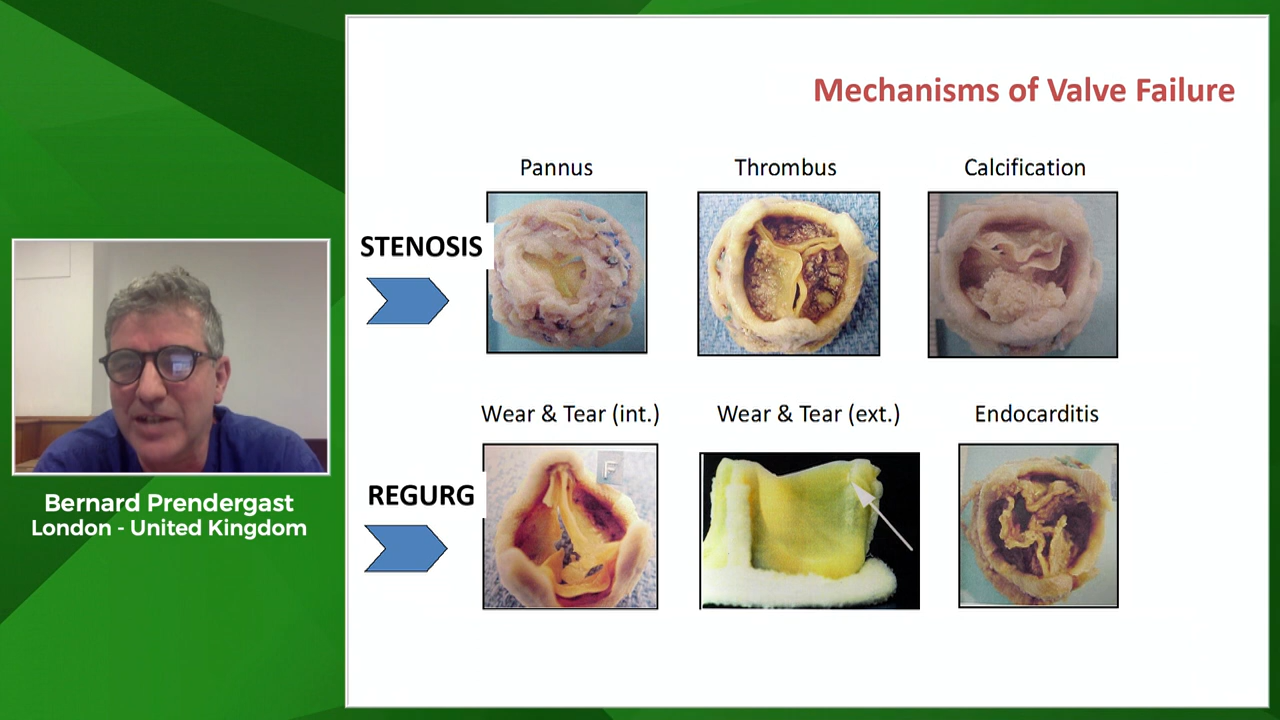 Mechanisms of Valve Failure
Pannus
Thrombus
Calcification
STENOSIS
Wear & Tear (int.)
Wear & Tear (ext.)
Endocarditis
REGURG
F
Bernard Prendergast
London - United Kingdom